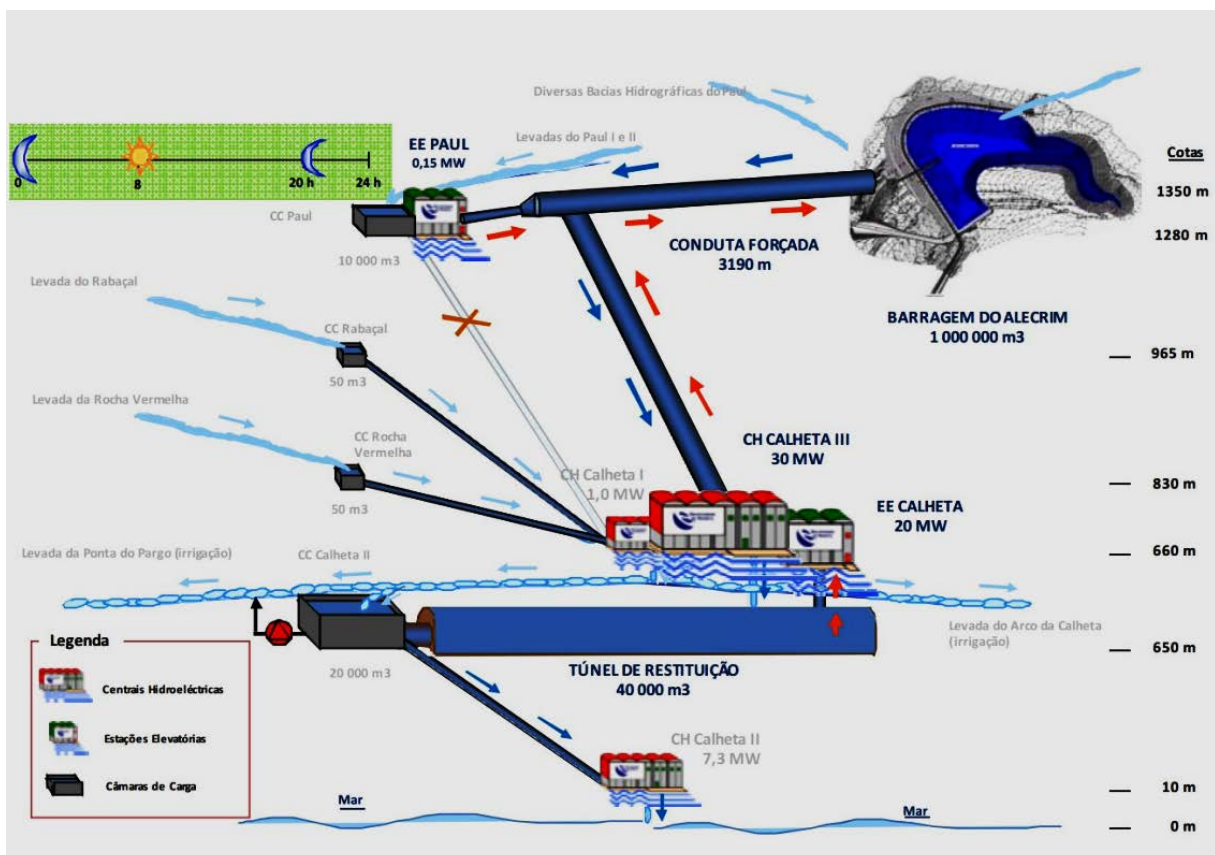 Diversas Bacias Hidrográficas do Paul
Levadas do Paul I e II
EE PAUL
0,15 MW
0
8
20 h
24 h
Cotas
1350 m
1280 m
CC Paul
10 000 m3
CONDUTA FORÇADA
3190 m
BARRAGEM DO ALECRIM
1 000 000 m3
965 m
Levada do Rabaçal
CC Rabaçal
50 m3
Levada da Rocha Vermelha
CC Rocha
Vermelha
50 m3
CH CALHETA III
30 MW
CH Calheta I
1,0 MW
EE CALHETA
20 MW
830 m
660 m
Levada da Ponta do Pargo (irrigação)
CC Calheta II
20 000 m3
Levada do Arco da Calheta
(irrigação)
650 m
TÚNEL DE RESTITUIÇÃO
40 000 m3
Legenda
Centrais Hidroeléctricas
Estações Elevatórias
Câmaras de Carga
CH Calheta II
7,3 MW
10 m
Mar
Mar
0 m